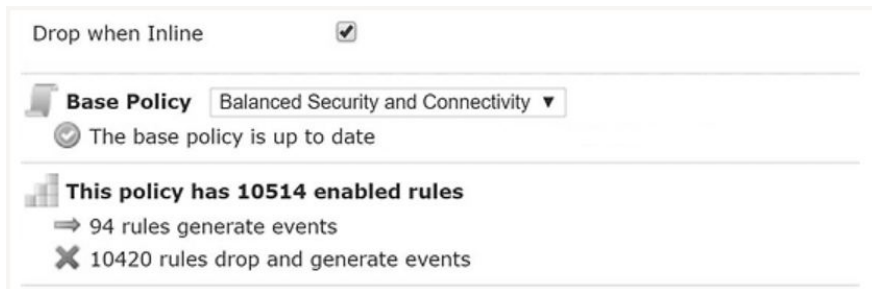 Drop when Inline
Base Policy Balanced Security and Connectivity ▼
The base policy is up to date
This policy has 10514 enabled rules
94 rules generate events
10420 rules drop and generate events